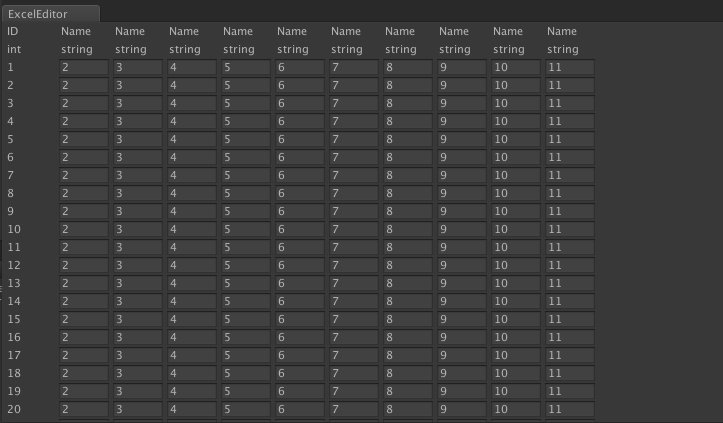 ExcelEditor
ID Name Name Name Name Name Name Name Name Name Name
int string string string string string string string string string string
1 2 3 4 5 6 7 8 9 10 11
2 2 3 4 5 6 7 8 9 10 11
3 2 3 4 5 6 7 8 9 10 11
4 2 3 4 5 6 7 8 9 10 11
5 2 3 4 5 6 7 8 9 10 11
6 2 3 4 5 6 7 8 9 10 11
7 2 3 4 5 6 7 8 9 10 11
8 2 3 4 5 6 7 8 9 10 11
9 2 3 4 5 6 7 8 9 10 11
10 2 3 4 5 6 7 8 9 10 11
11 2 3 4 5 6 7 8 9 10 11
12 2 3 4 5 6 7 8 9 10 11
13 2 3 4 5 6 7 8 9 10 11
14 2 3 4 5 6 7 8 9 10 11
15 2 3 4 5 6 7 8 9 10 11
16 2 3 4 5 6 7 8 9 10 11
17 2 3 4 5 6 7 8 9 10 11
18 2 3 4 5 6 7 8 9 10 11
19 2 3 4 5 6 7 8 9 10 11
20 2 3 4 5 6 7 8 9 10 11